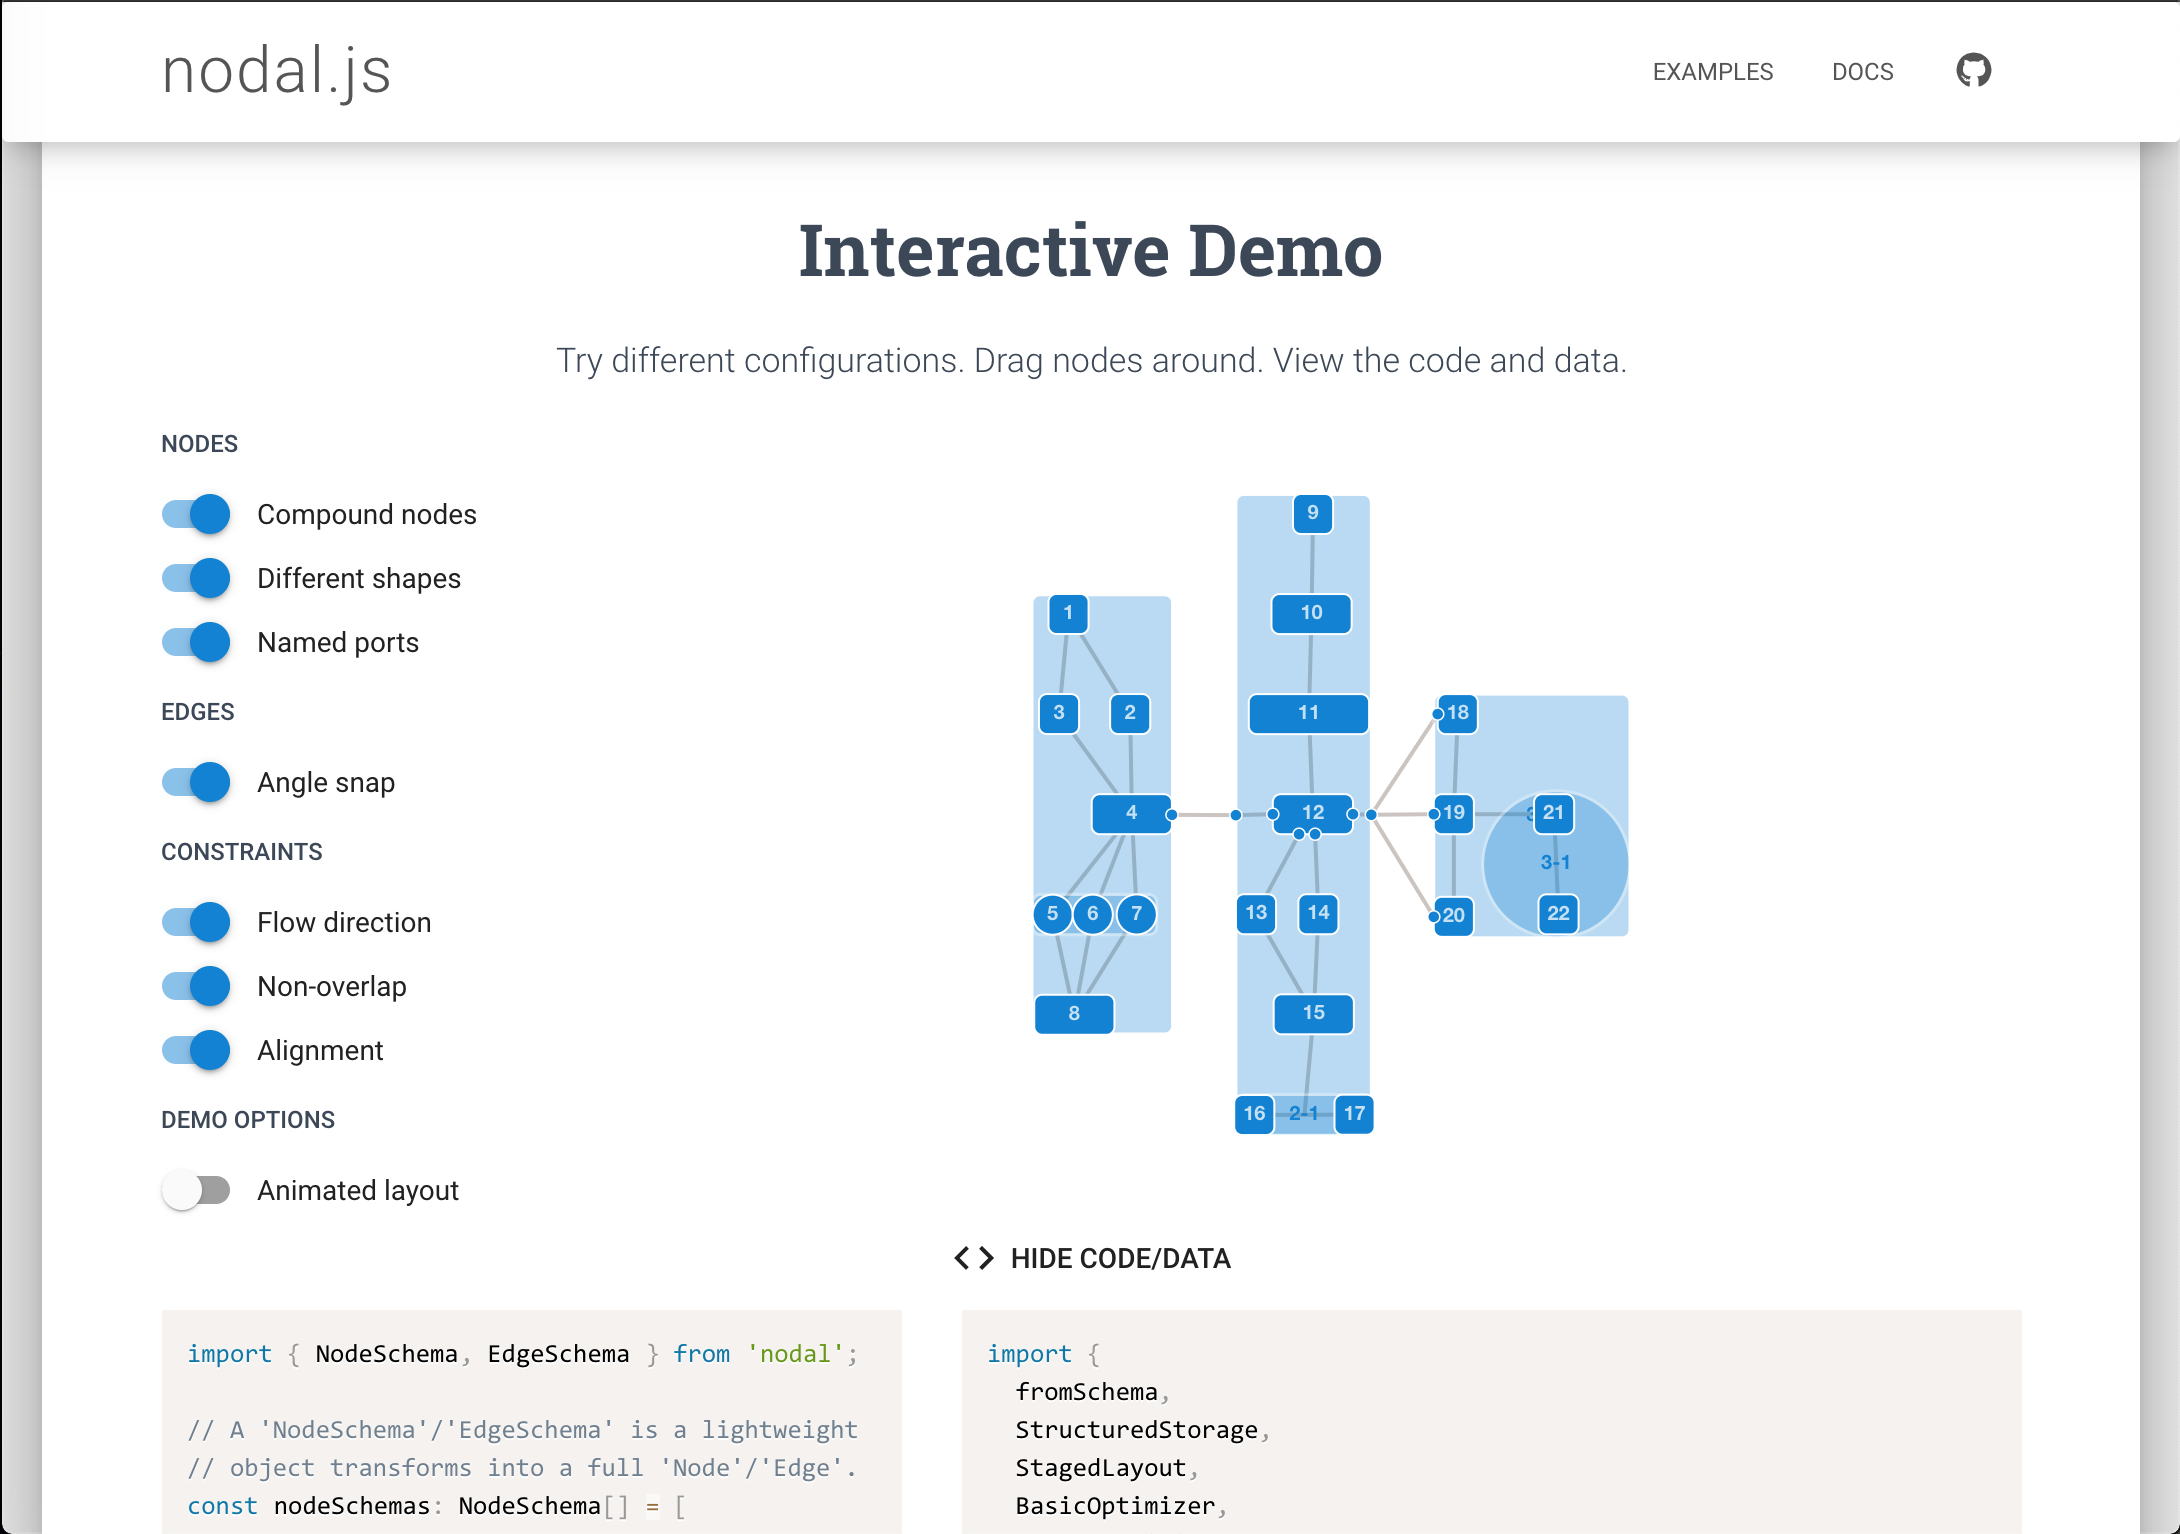 nodal.js
EXAMPLES DOCS
Interactive Demo
Try different configurations. Drag nodes around. View the code and data.
NODES
Compound nodes
Different shapes
Named ports
EDGES
Angle snap
CONSTRAINTS
Flow direction
Non-overlap
Alignment
DEMO OPTIONS
Animated layout
1
3 2
4
5 6 7
8
9
10
11
12
13 14
15
16 2-1 17
18
19 3 21
3-1
20 22
<> HIDE CODE/DATA
import { NodeSchema, EdgeSchema } from 'nodal';
// A 'NodeSchema'/'EdgeSchema' is a lightweight
// object transforms into a full 'Node'/'Edge'.
const nodeSchemas: NodeSchema[] = [
import {
fromSchema,
StructuredStorage,
StagedLayout,
BasicOptimizer,